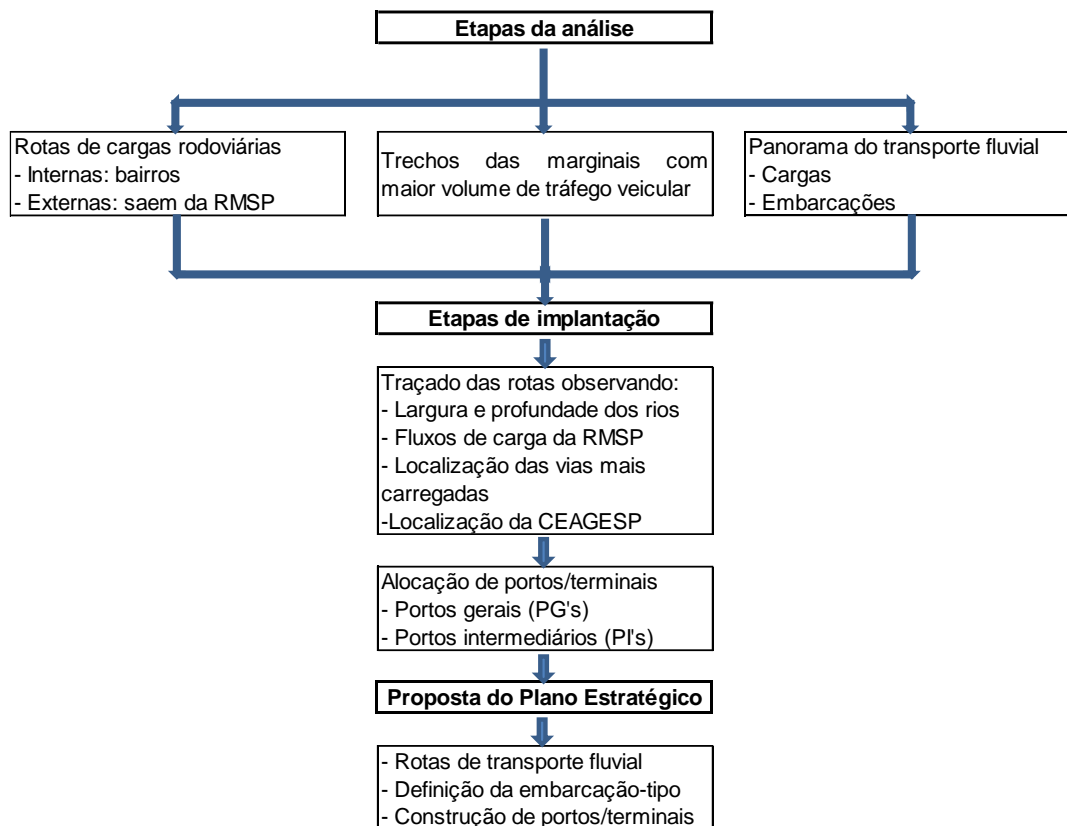 Etapas da análise
Rotas de cargas rodoviárias
- Internas: bairros
- Externas: saem da RMSP
Trechos das marginais com
maior volume de tráfego veicular
Panorama do transporte fluvial
- Cargas
- Embarcações
Etapas de implantação
Traçado das rotas observando:
- Largura e profundade dos rios
- Fluxos de carga da RMSP
- Localização das vias mais
carregadas
-Localização da CEAGESP
Alocação de portos/terminais
- Portos gerais (PG's)
- Portos intermediários (PI's)
Proposta do Plano Estratégico
- Rotas de transporte fluvial
- Definição da embarcação-tipo
- Construção de portos/terminais